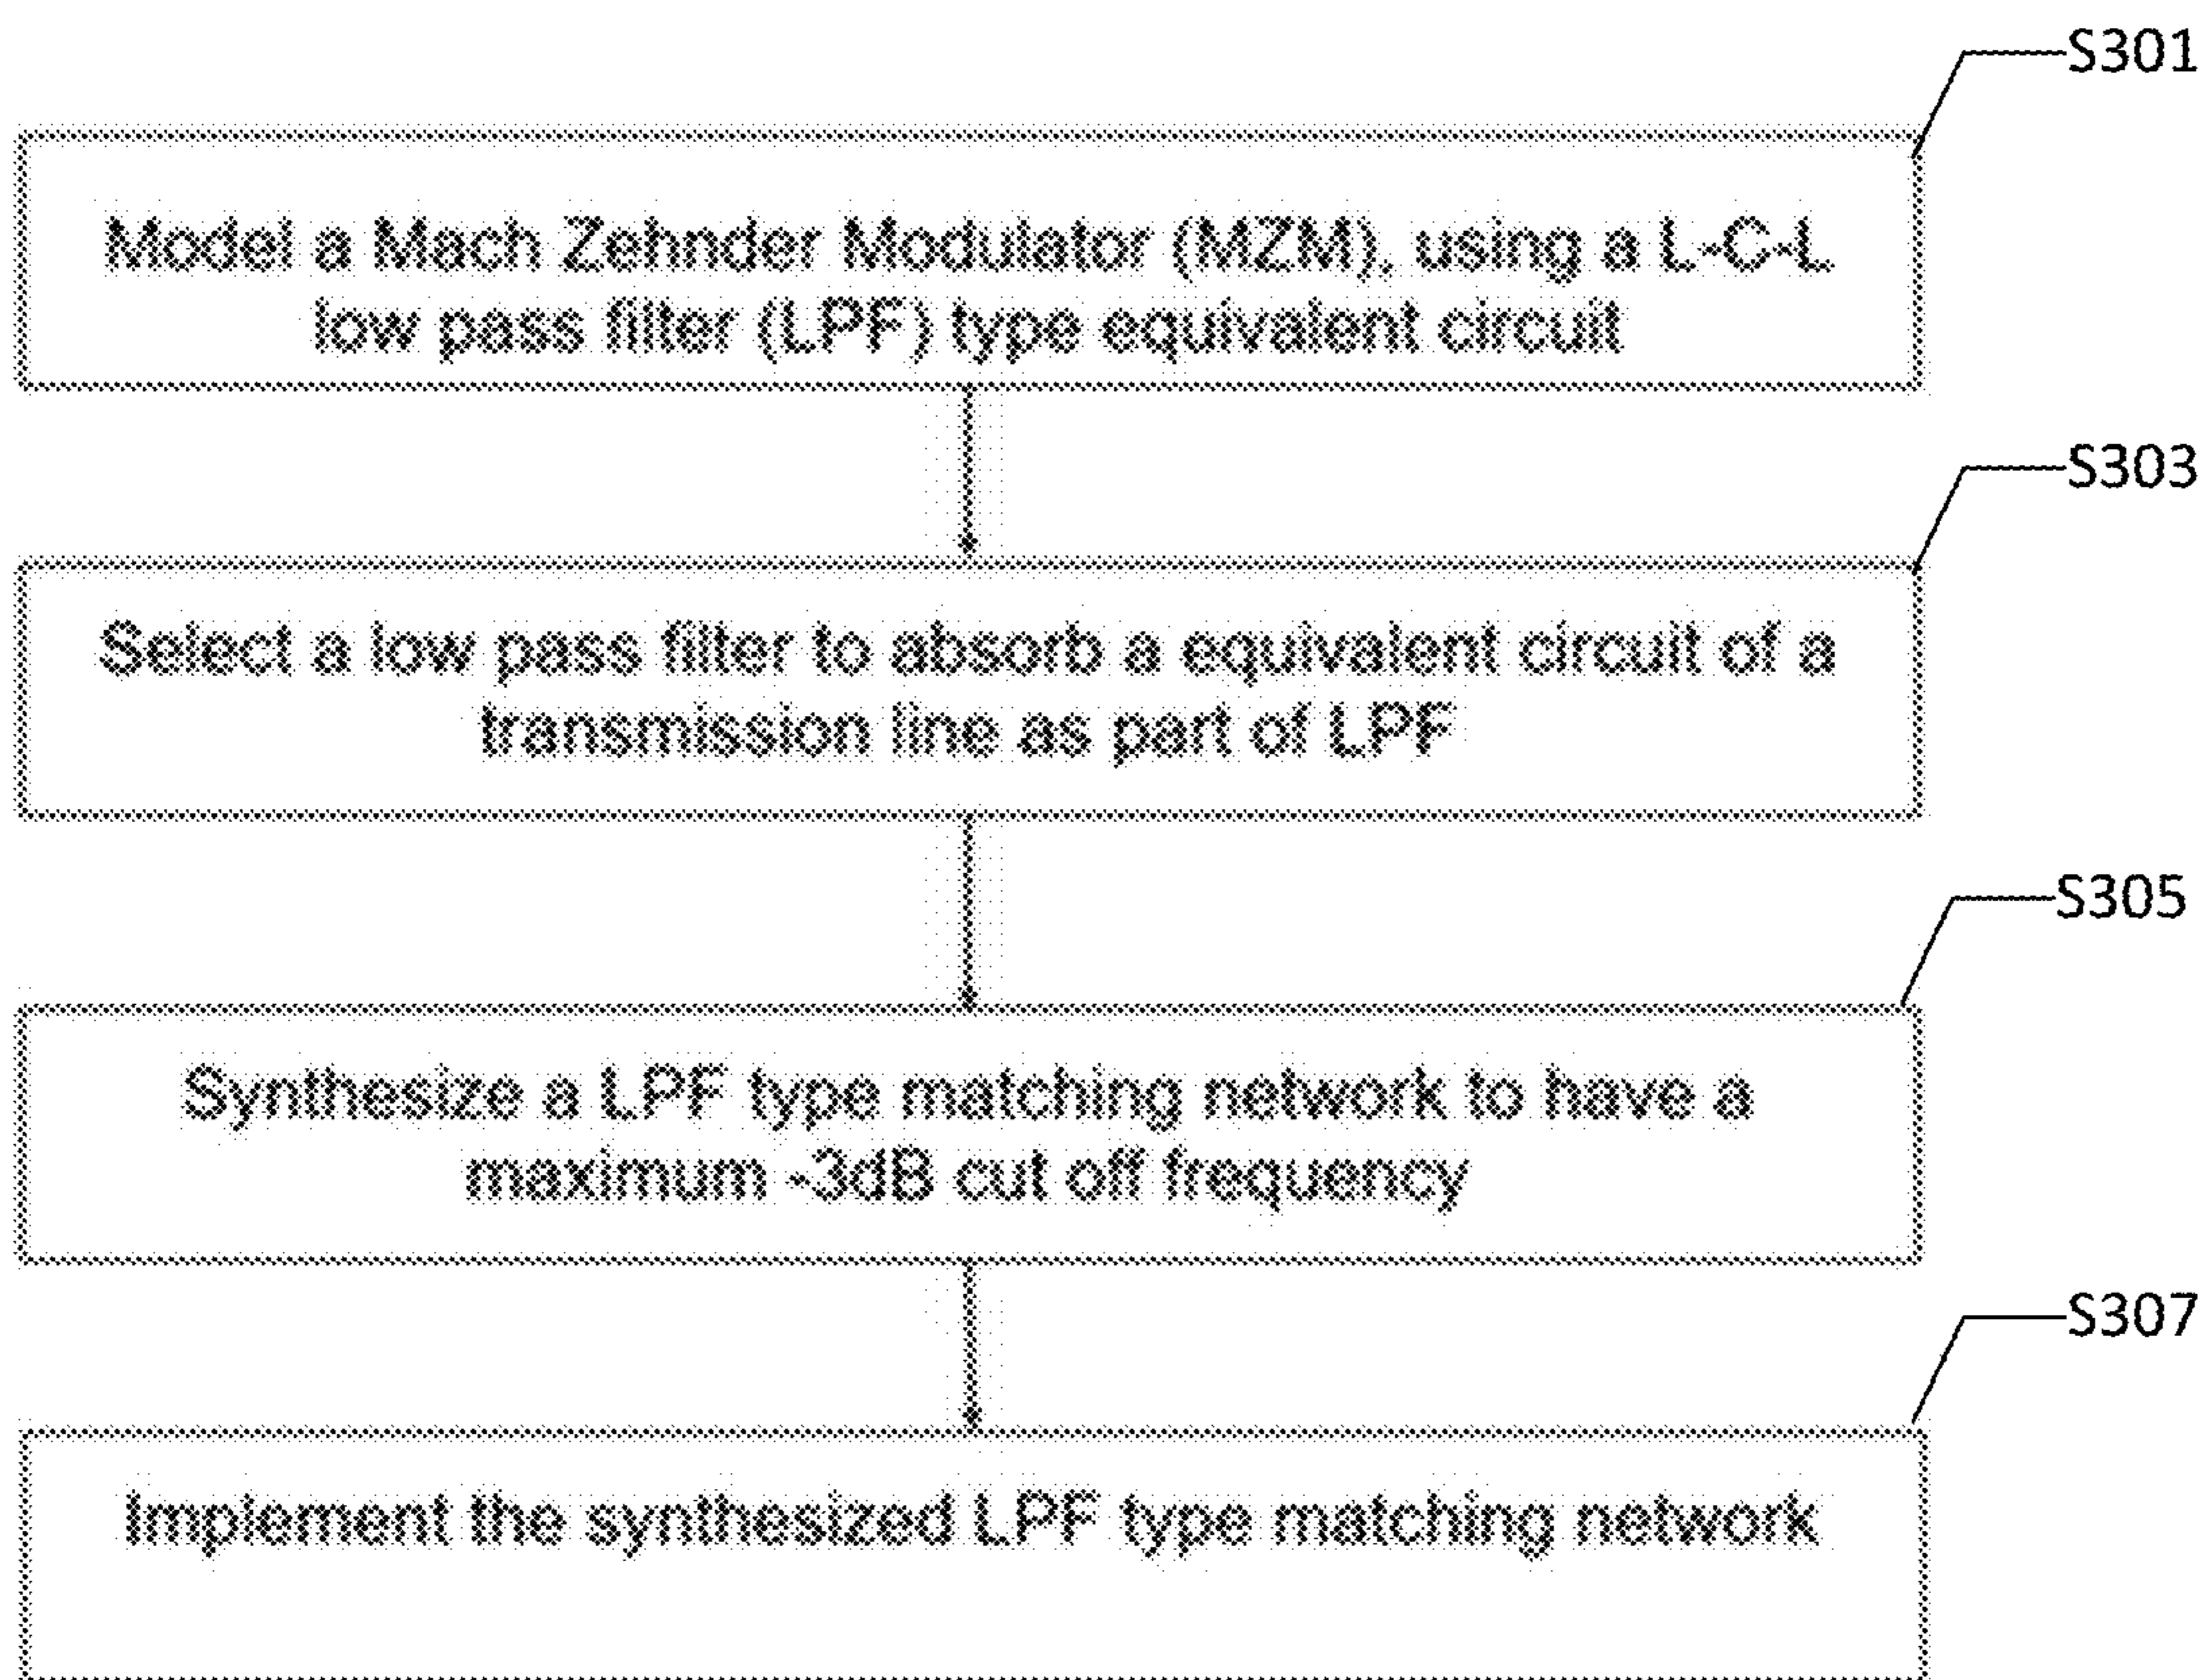 S301
Model a Mach Zehnder Modulator (MZM), using a L-C-L
low pass filter (LPF) type equivalent circuit
S303
Select a low pass filter to absorb a equivalent circuit of a
transmission line as part of LPF
S305
Synthesize a LPF type matching network to have a
maximum -3dB cut off frequency
S307
Implement the synthesized LPF type matching network